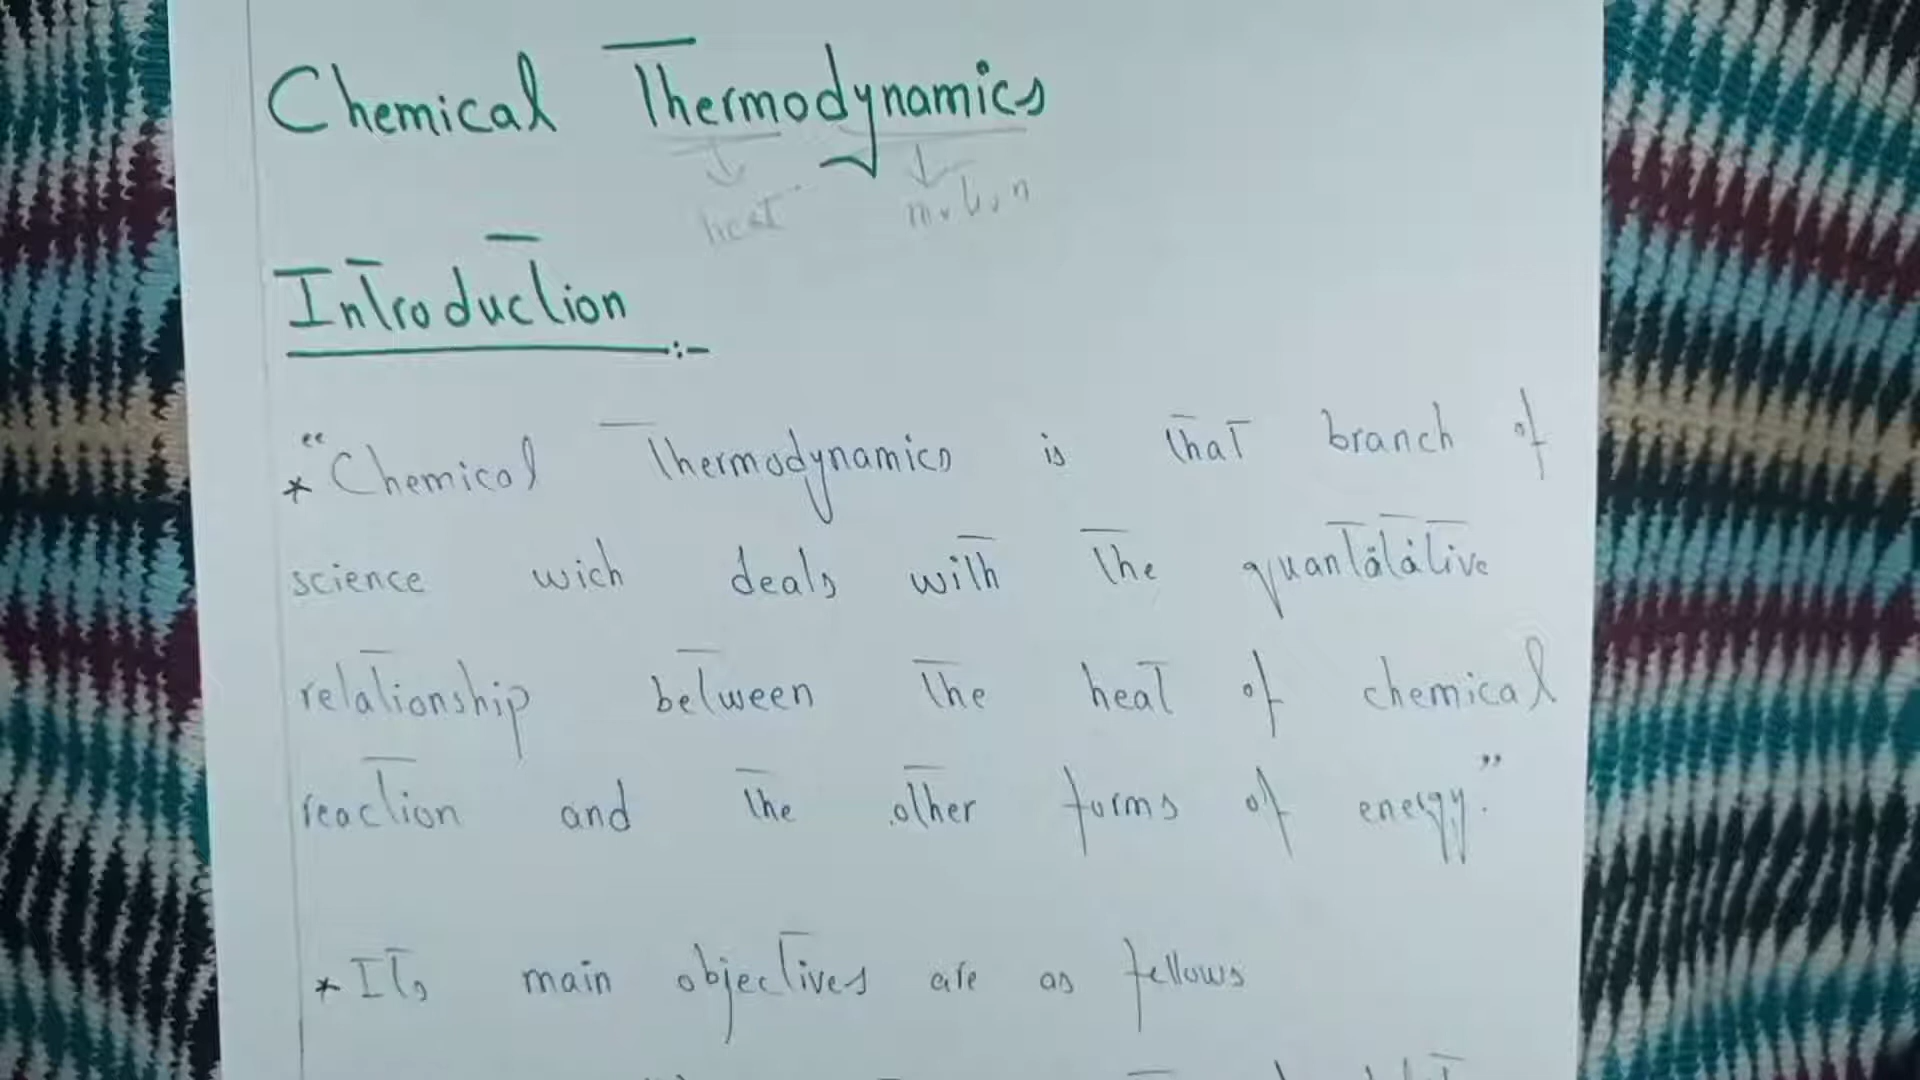 Chemical Thermodynamics
heat
Introduction :-
* "Chemical Thermodynamics is that branch of
science wich deals with the quantatative
relationship between the heat of chemical
reaction and the other forms of energy."
* Its main objectives are as fellows